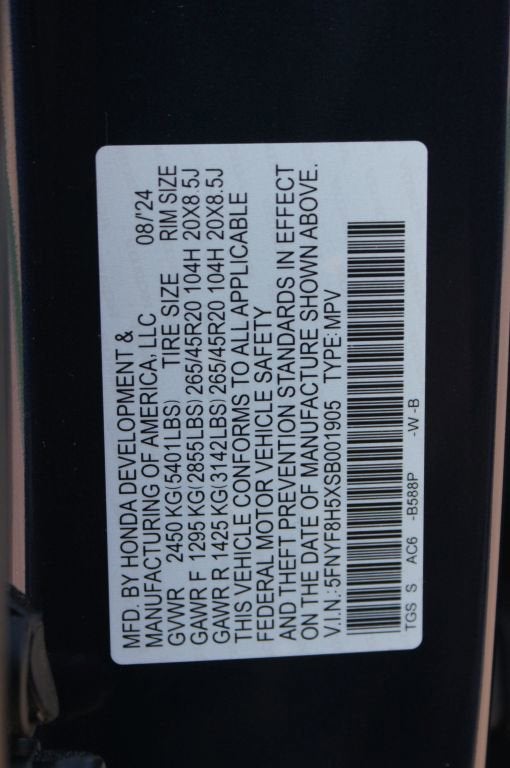 MFD. BY HONDA DEVELOPMENT &
MANUFACTURING OF AMERICA, LLC 08/'24
GVWR 2450 KG(5401LBS) TIRE SIZE RIM SIZE
GAWR F 1295 KG(2855LBS) 265/45R20 104H 20X8.5J
GAWR R 1425 KG(3142LBS) 265/45R20 104H 20X8.5J
THIS VEHICLE CONFORMS TO ALL APPLICABLE
FEDERAL MOTOR VEHICLE SAFETY
AND THEFT PREVENTION STANDARDS IN EFFECT
ON THE DATE OF MANUFACTURE SHOWN ABOVE.
V.I.N.: 5FNYF8H5XSB001905 TYPE: MPV
TGS S AC6 -B588P -W -B